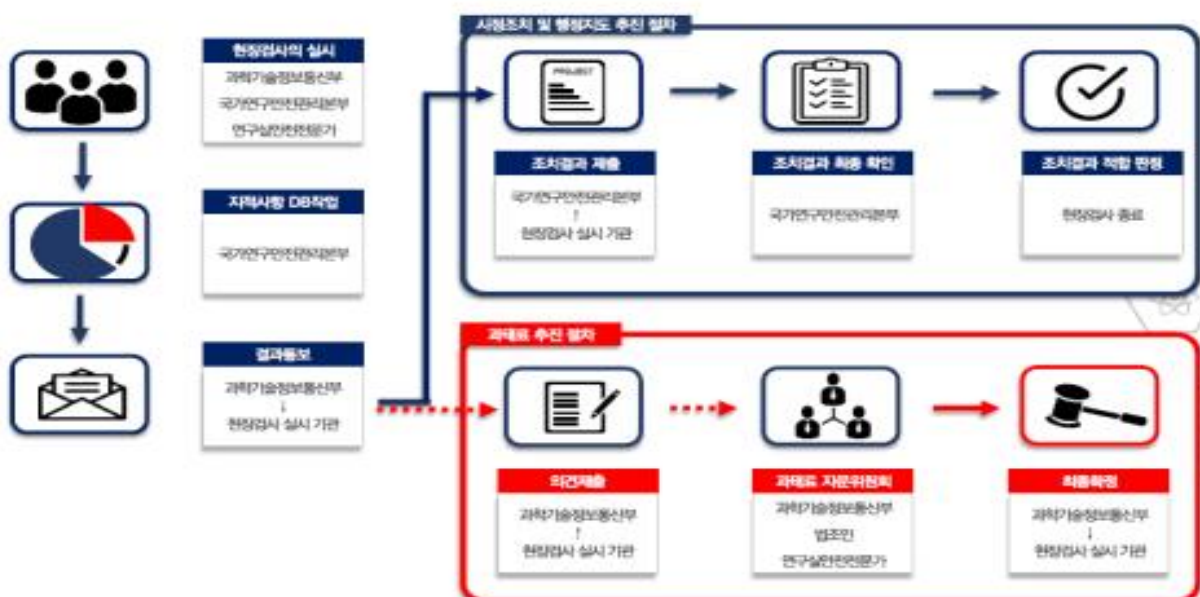 현장검사의 실시
과학기술정보통신부
국가연구안전관리본부
연구실안전전문가
지적사항 DB작업
국가연구안전관리본부
결과통보
과학기술정보통신부
↓
현장검사 실시 기관
시정조치 및 행정지도 추진 절차
PROJECT
조치결과 제출
국가연구안전관리본부
↑
현장검사 실시 기관
조치결과 최종 확인
국가연구안전관리본부
조치결과 적합 판정
현장검사 종료
과태료 추진 절차
의견제출
과학기술정보통신부
↑
현장검사 실시 기관
과태료 자문위원회
과학기술정보통신부
법조인
연구실안전전문가
최종확정
과학기술정보통신부
↓
현장검사 실시 기관